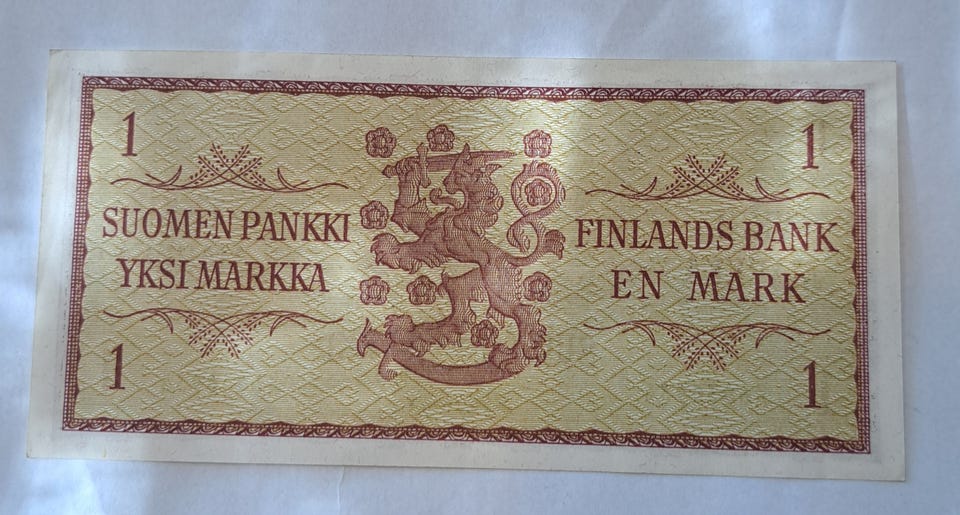 1
SUOMEN PANKKI
YKSI MARKKA
1
1
FINLANDS BANK
EN MARK
1